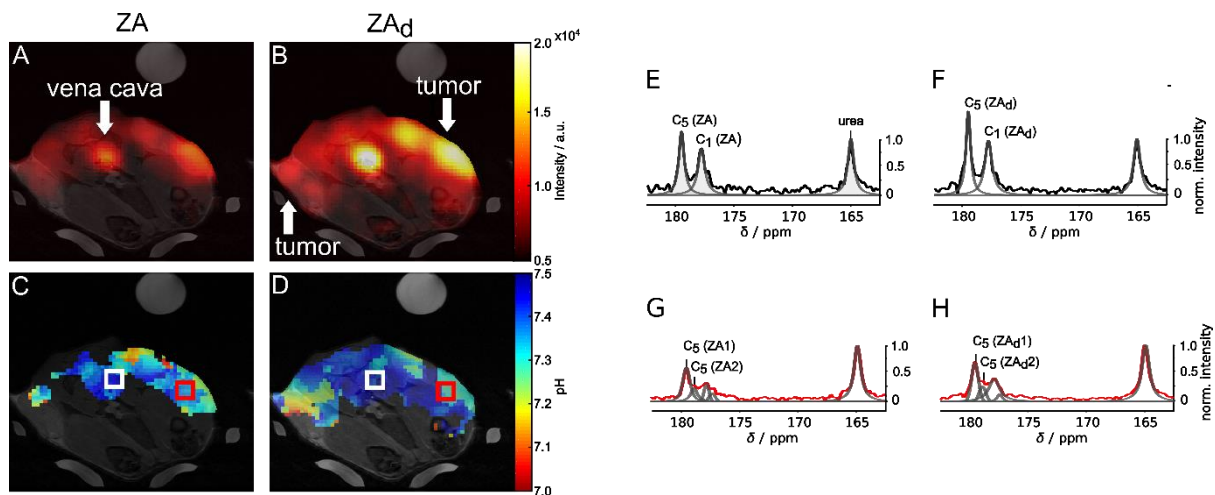 ZA
ZAd
A
vena cava
B
tumor
tumor
2.0 x10⁴
1.5
1.0
0.5
Intensity / a.u.
C
D
7.5
7.4
7.3
7.2
7.1
7.0
pH
E
C5 (ZA)
C1 (ZA)
urea
1.0
0.5
0
180 175 170 165
δ / ppm
F
C5 (ZAd)
C1 (ZAd)
1.0
0.5
0
norm. intensity
180 175 170 165
δ / ppm
G
C5 (ZA1)
C5 (ZA2)
1.0
0.5
0
180 175 170 165
δ / ppm
H
C5 (ZAd1)
C5 (ZAd2)
1.0
0.5
0
norm. intensity
180 175 170 165
δ / ppm